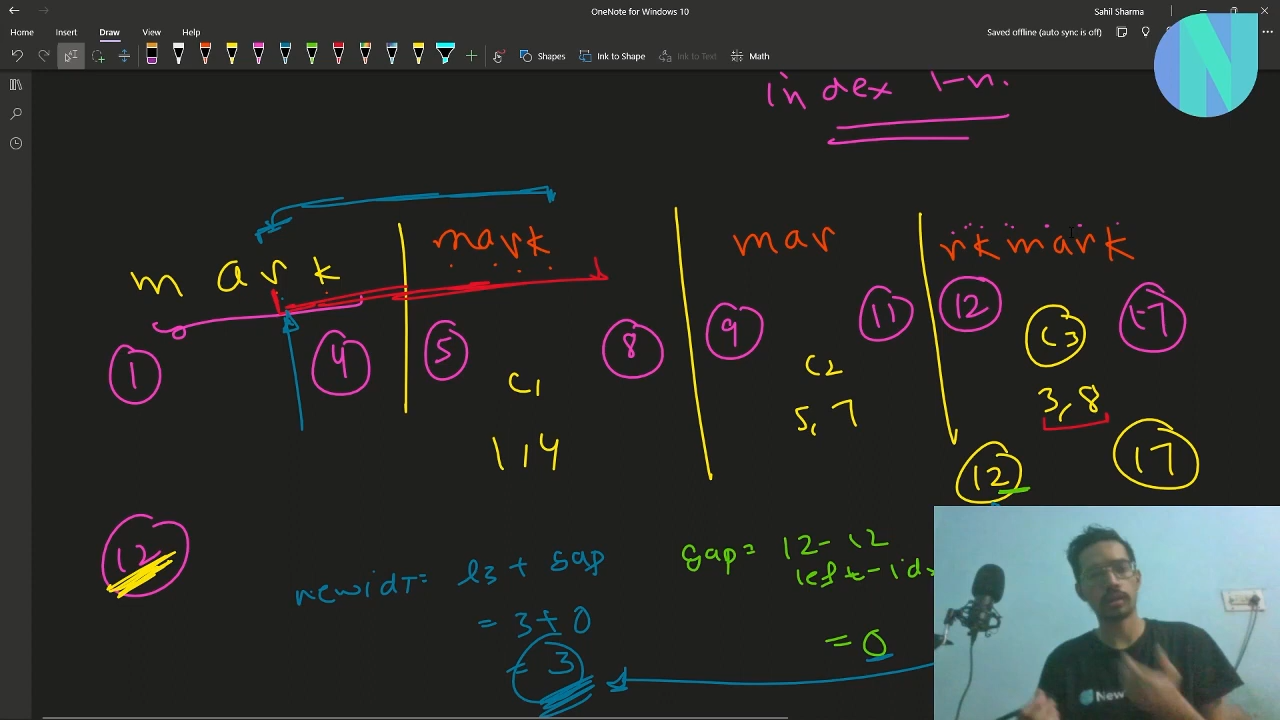 OneNote for Windows 10
Sahil Sharma
Home Insert Draw View Help
Saved offline (auto sync is off)
Shapes Ink to Shape Ink to Text Math
index 1-n.
m a r k
mark
mar
rkmark
1 4 5 8 9 11 12 17
C1
1, 4
C2
5, 7
C3
3, 8
12 17
12
newidx = l3 + gap
= 3 + 0
= 3
gap = 12 - 12
left - idx
= 0
New